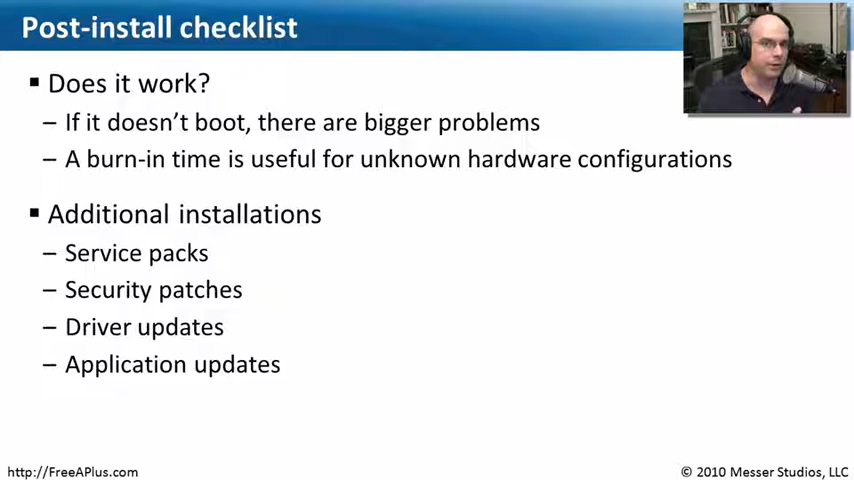 Post-install checklist
▪ Does it work?
– If it doesn't boot, there are bigger problems
– A burn-in time is useful for unknown hardware configurations
▪ Additional installations
– Service packs
– Security patches
– Driver updates
– Application updates
http://FreeAPlus.com
© 2010 Messer Studios, LLC